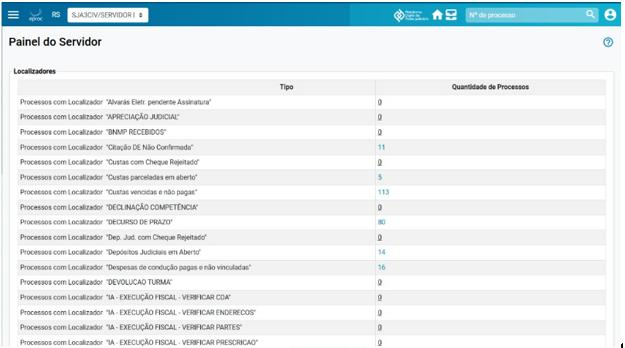 eproc RS SJA3CIV/SERVIDOR Nº de processo
Painel do Servidor
Localizadores
Tipo Quantidade de Processos
Processos com Localizador "Alvarás Eletr. pendente Assinatura" 0
Processos com Localizador "APRECIAÇÃO JUDICIAL" 0
Processos com Localizador "BNMP RECEBIDOS" 0
Processos com Localizador "Citação DE Não Confirmada" 11
Processos com Localizador "Custas com Cheque Rejeitado" 0
Processos com Localizador "Custas parceladas em aberto" 5
Processos com Localizador "Custas vencidas e não pagas" 113
Processos com Localizador "DECLINAÇÃO COMPETÊNCIA" 0
Processos com Localizador "DECURSO DE PRAZO" 80
Processos com Localizador "Dep. Jud. com Cheque Rejeitado" 0
Processos com Localizador "Depósitos Judiciais em Aberto" 14
Processos com Localizador "Despesas de condução pagas e não vinculadas" 16
Processos com Localizador "DEVOLUCAO TURMA" 0
Processos com Localizador "IA - EXECUÇÃO FISCAL - VERIFICAR CDA" 0
Processos com Localizador "IA - EXECUÇÃO FISCAL - VERIFICAR ENDERECOS" 0
Processos com Localizador "IA - EXECUÇÃO FISCAL - VERIFICAR PARTES" 0
Processos com Localizador "IA - EXECUÇÃO FISCAL - VERIFICAR PRESCRICAO" 0